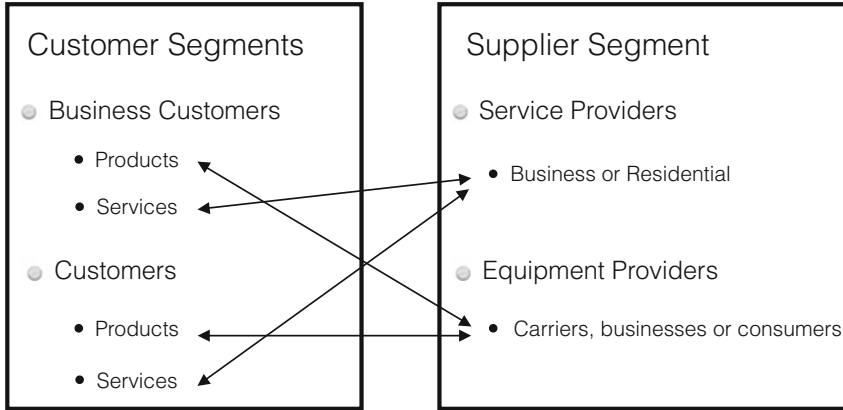 Customer Segments
Business Customers
Products
Services
Customers
Products
Services
Supplier Segment
Service Providers
Business or Residential
Equipment Providers
Carriers, businesses or consumers